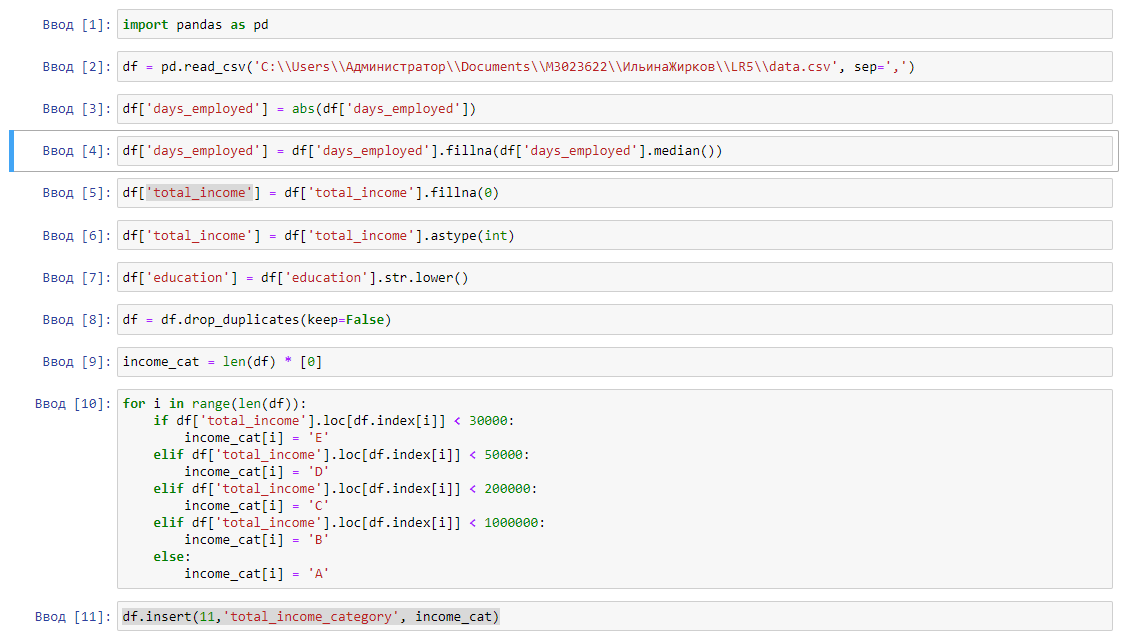 Ввод [1]: import pandas as pd
Ввод [2]: df = pd.read_csv('C:\\Users\\Администратор\\Documents\\М3О23622\\ИльинаЖирков\\LR5\\data.csv', sep=',')
Ввод [3]: df['days_employed'] = abs(df['days_employed'])
Ввод [4]: df['days_employed'] = df['days_employed'].fillna(df['days_employed'].median())
Ввод [5]: df['total_income'] = df['total_income'].fillna(0)
Ввод [6]: df['total_income'] = df['total_income'].astype(int)
Ввод [7]: df['education'] = df['education'].str.lower()
Ввод [8]: df = df.drop_duplicates(keep=False)
Ввод [9]: income_cat = len(df) * [0]
Ввод [10]: for i in range(len(df)):
    if df['total_income'].loc[df.index[i]] < 30000:
        income_cat[i] = 'E'
    elif df['total_income'].loc[df.index[i]] < 50000:
        income_cat[i] = 'D'
    elif df['total_income'].loc[df.index[i]] < 200000:
        income_cat[i] = 'C'
    elif df['total_income'].loc[df.index[i]] < 1000000:
        income_cat[i] = 'B'
    else:
        income_cat[i] = 'A'
Ввод [11]: df.insert(11,'total_income_category', income_cat)